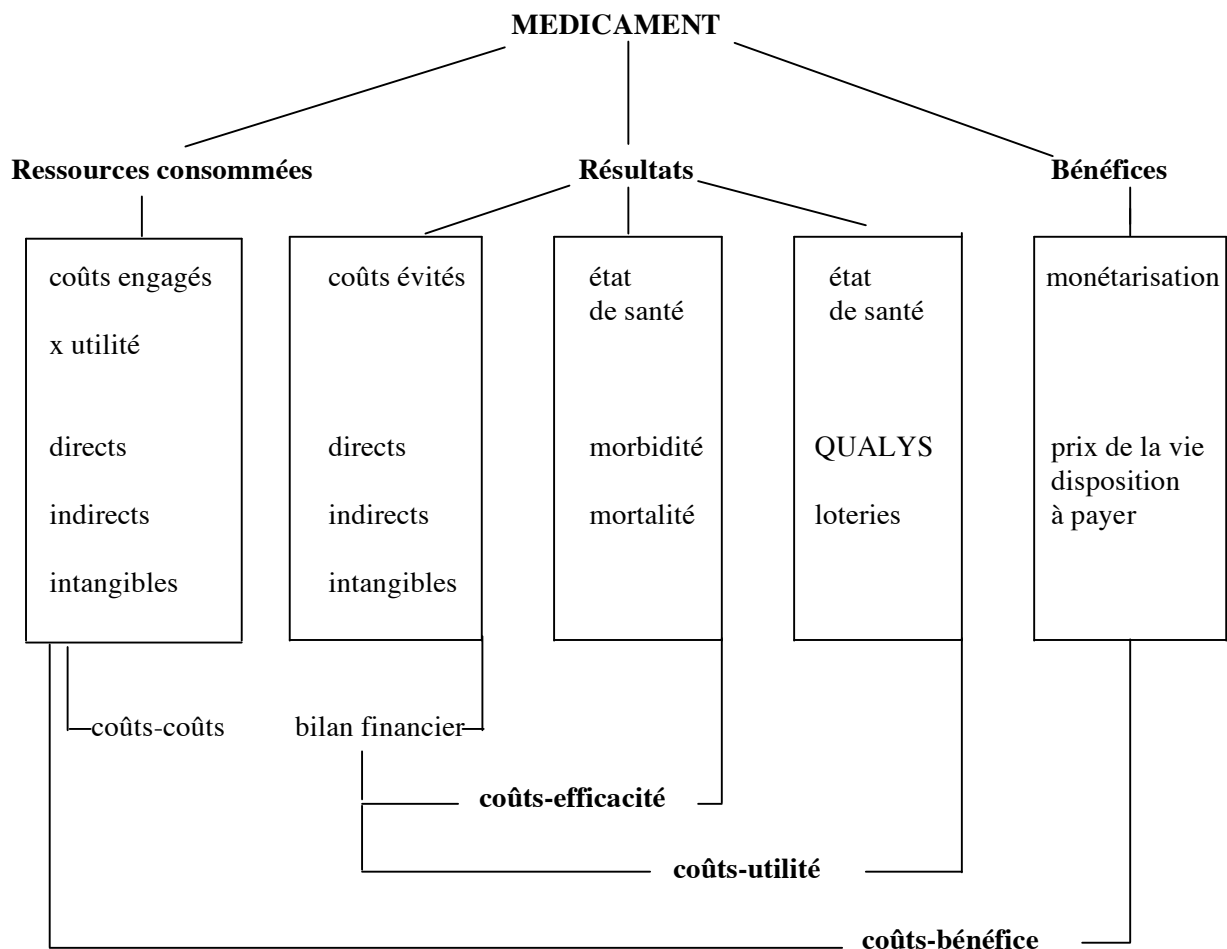 MEDICAMENT
Ressources consommées
Résultats
Bénéfices
coûts engagés
x utilité
directs
indirects
intangibles
coûts évités
directs
indirects
intangibles
état
de santé
morbidité
mortalité
état
de santé
QUALYS
loteries
monétarisation
prix de la vie
disposition
à payer
coûts-coûts
bilan financier
coûts-efficacité
coûts-utilité
coûts-bénéfice